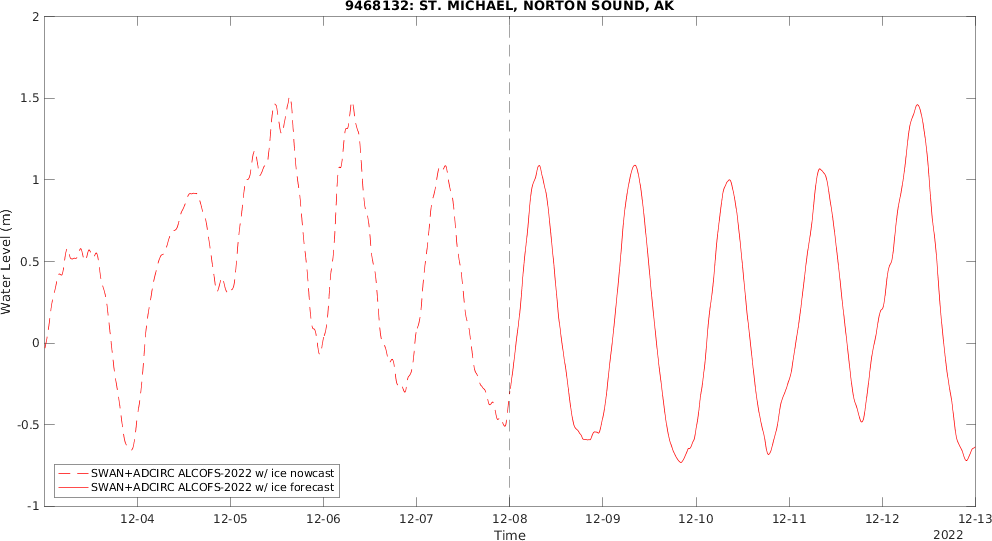 9468132: ST. MICHAEL, NORTON SOUND, AK
2
1.5
1
0.5
0
-0.5
-1
Water Level (m)
SWAN+ADCIRC ALCOFS-2022 w/ ice nowcast
SWAN+ADCIRC ALCOFS-2022 w/ ice forecast
12-04 12-05 12-06 12-07 12-08 12-09 12-10 12-11 12-12 12-13
Time
2022